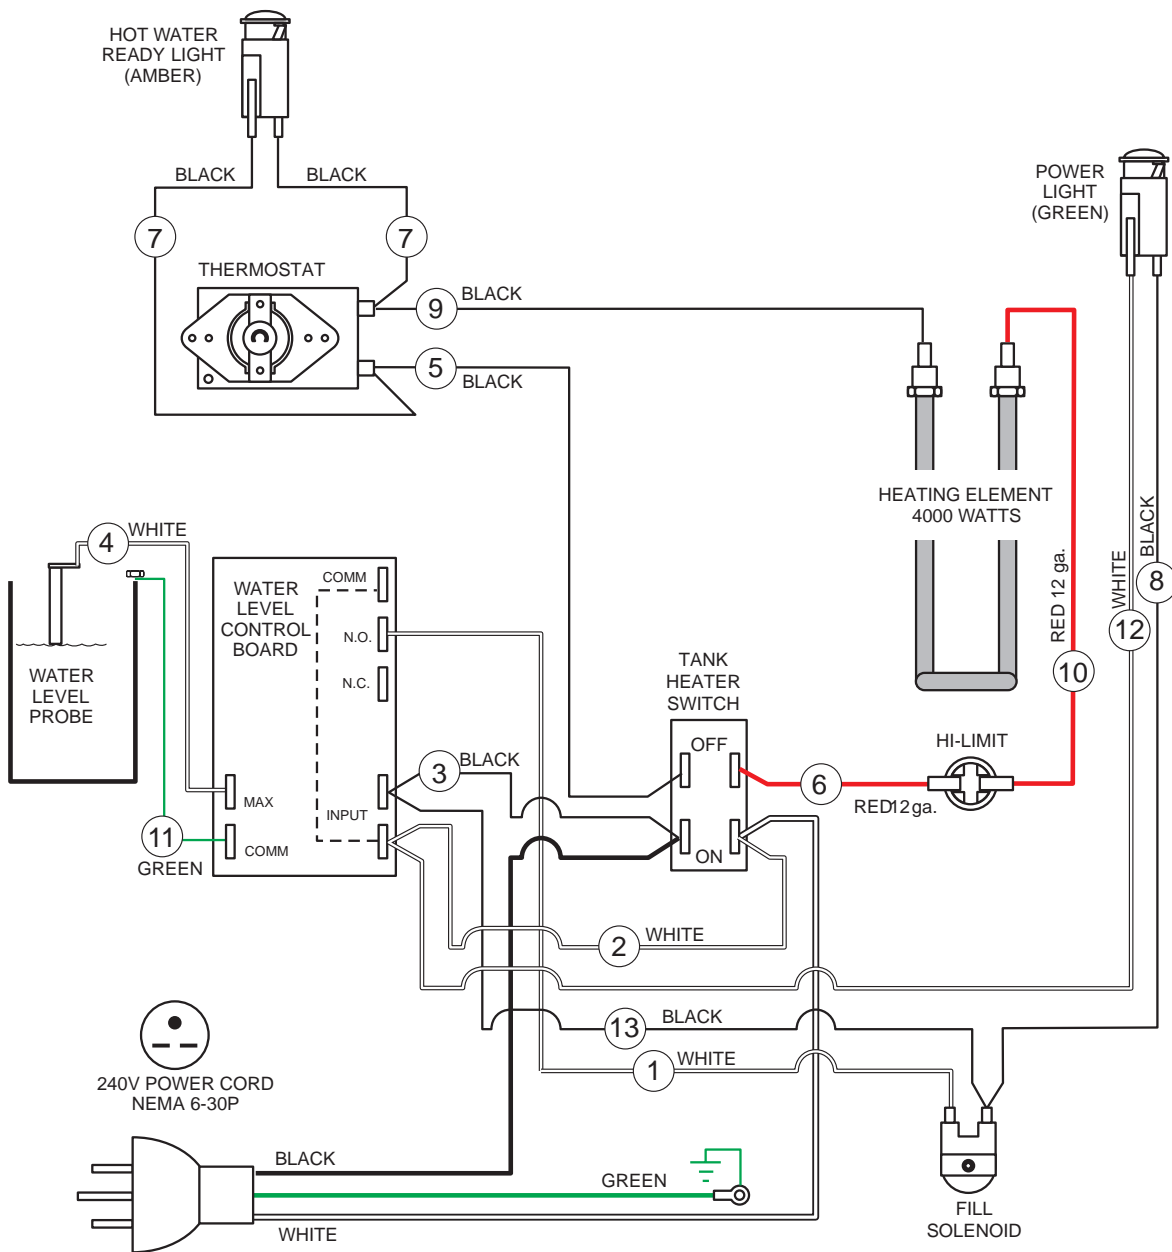 HOT WATER
READY LIGHT
(AMBER)
BLACK
BLACK
7
7
THERMOSTAT
9
BLACK
5
BLACK
POWER
LIGHT
(GREEN)
HEATING ELEMENT
4000 WATTS
RED 12 ga.
10
WHITE
12
BLACK
8
4
WHITE
WATER
LEVEL
PROBE
11
GREEN
WATER
LEVEL
CONTROL
BOARD
COMM
N.O.
N.C.
MAX
INPUT
COMM
3
BLACK
TANK
HEATER
SWITCH
OFF
ON
HI-LIMIT
6
RED12ga.
2
WHITE
13
BLACK
1
WHITE
240V POWER CORD
NEMA 6-30P
BLACK
GREEN
WHITE
FILL
SOLENOID